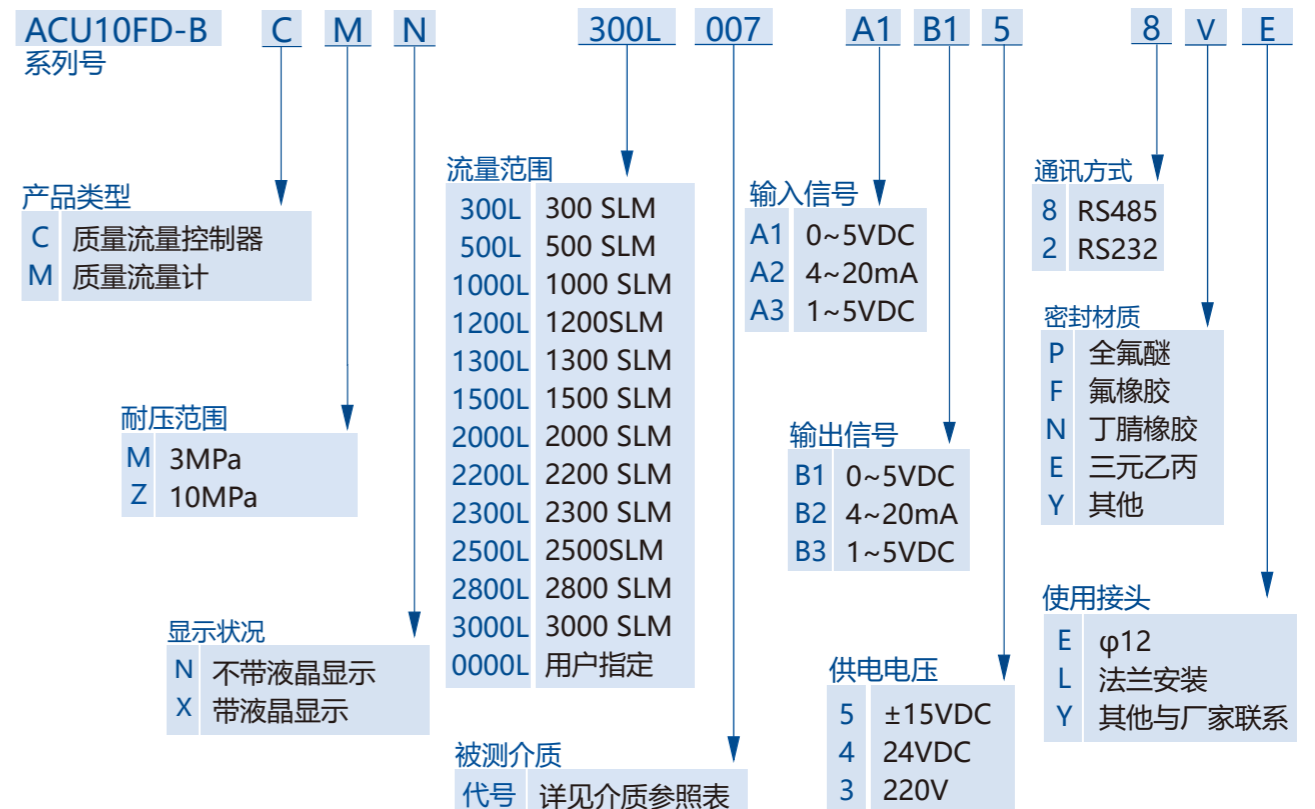 ACU10FD-B C M N 300L 007 A1 B1 5 8 V E
系列号
产品类型
C 质量流量控制器
M 质量流量计
耐压范围
M 3MPa
Z 10MPa
显示状况
N 不带液晶显示
X 带液晶显示
流量范围
300L 300 SLM
500L 500 SLM
1000L 1000 SLM
1200L 1200SLM
1300L 1300 SLM
1500L 1500 SLM
2000L 2000 SLM
2200L 2200 SLM
2300L 2300 SLM
2500L 2500SLM
2800L 2800 SLM
3000L 3000 SLM
0000L 用户指定
被测介质
代号 详见介质参照表
输入信号
A1 0~5VDC
A2 4~20mA
A3 1~5VDC
输出信号
B1 0~5VDC
B2 4~20mA
B3 1~5VDC
供电电压
5 ±15VDC
4 24VDC
3 220V
通讯方式
8 RS485
2 RS232
密封材质
P 全氟醚
F 氟橡胶
N 丁腈橡胶
E 三元乙丙
Y 其他
使用接头
E φ12
L 法兰安装
Y 其他与厂家联系